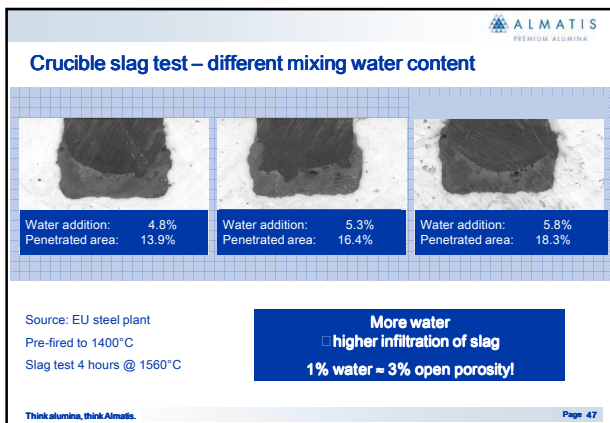 ALMATIS
PREMIUM ALUMINA
Crucible slag test – different mixing water content
Water addition: 4.8%
Penetrated area: 13.9%
Water addition: 5.3%
Penetrated area: 16.4%
Water addition: 5.8%
Penetrated area: 18.3%
Source: EU steel plant
Pre-fired to 1400°C
Slag test 4 hours @ 1560°C
More water
□higher infiltration of slag
1% water ≈ 3% open porosity!
Think alumina, think Almatis.
Page 47